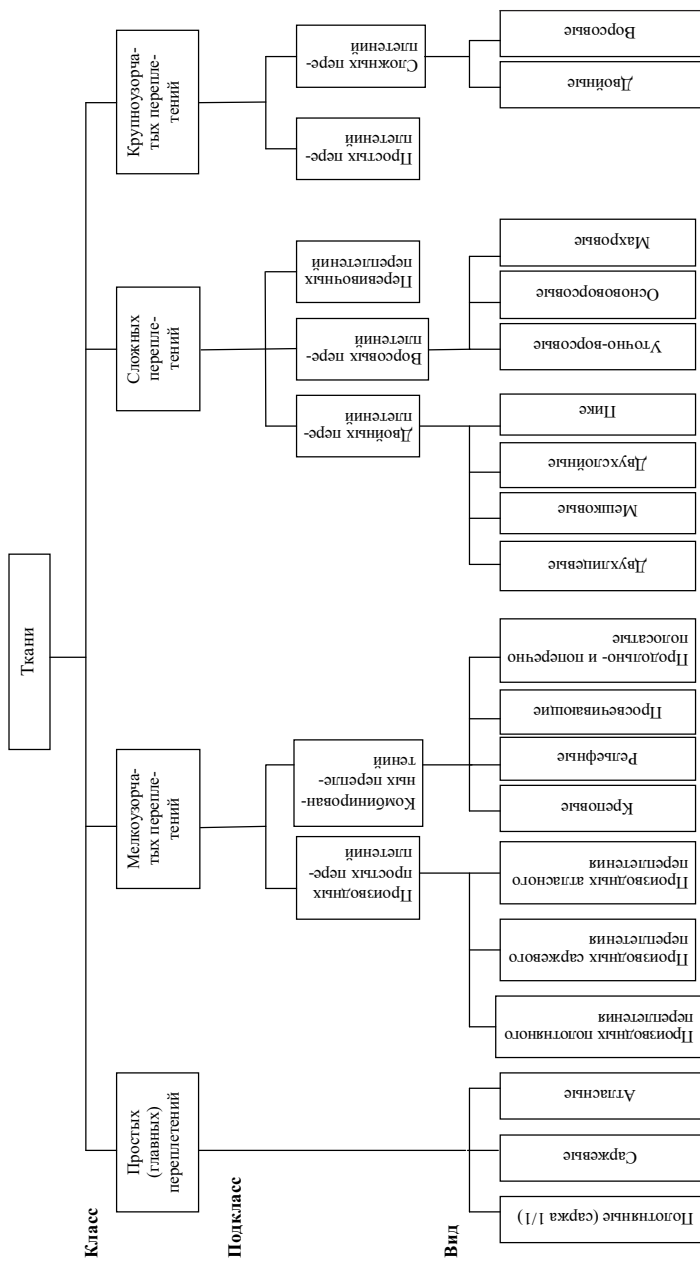 Ткани
Класс
Простых
(главных)
переплетений
Мелкоузорча-
тых перепле-
тений
Сложных
перепле-
тений
Крупноузорча-
тых перепле-
тений
Подкласс
Производных
простых пере-
плетений
Комбинирован-
ных перепле-
тений
Двойных пере-
плетений
Ворсовых пере-
плетений
Перевивочных
переплетений
Простых пере-
плетений
Сложных пере-
плетений
Вид
Полотняные (саржа 1/1)
Саржевые
Атласные
Производных полотняного
переплетения
Производных саржевого
переплетения
Производных атласного
переплетения
Креповые
Рельефные
Просвечивающие
Продольно- и поперечно
полосатые
Двухлицевые
Мешковые
Двухслойные
Пике
Уточно-ворсовые
Основоворсовые
Махровые
Двойные
Ворсовые